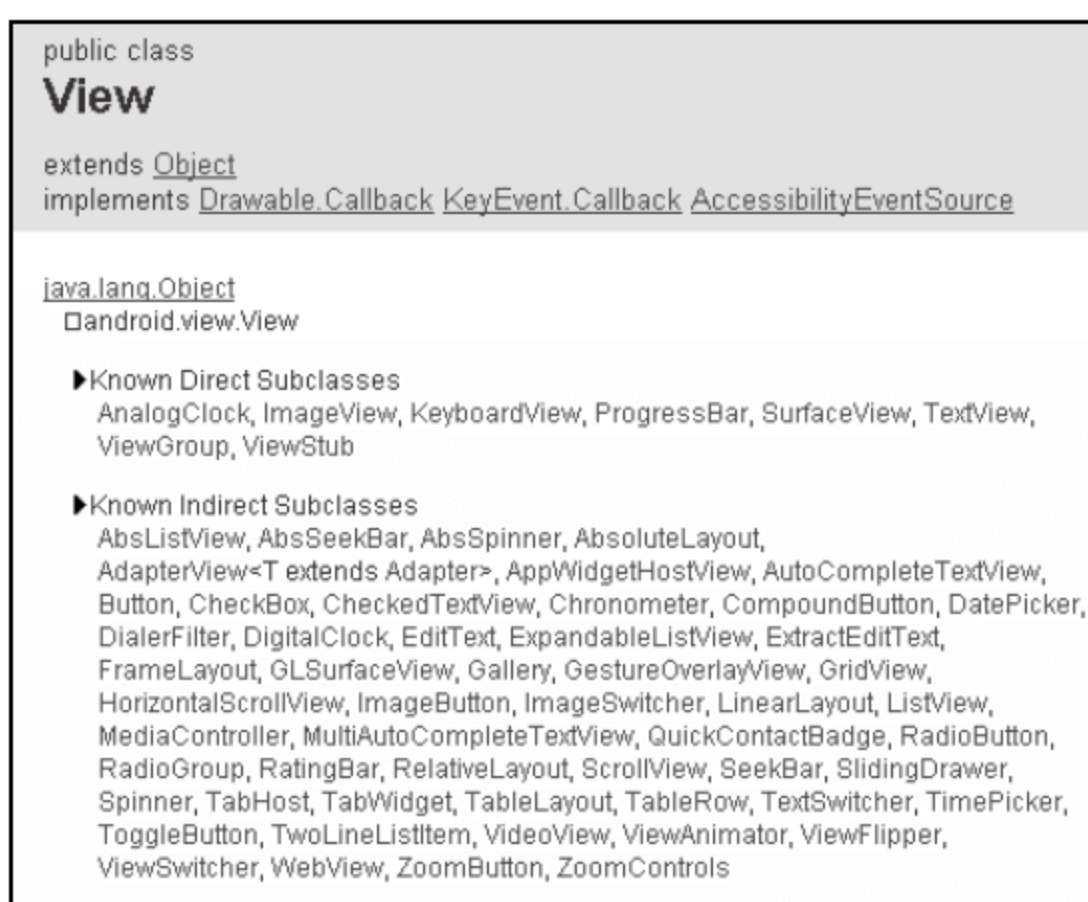 public class
View
extends Object
implements Drawable.Callback KeyEvent.Callback AccessibilityEventSource
java.lang.Object
android.view.View
Known Direct Subclasses
AnalogClock, ImageView, KeyboardView, ProgressBar, SurfaceView, TextView,
ViewGroup, ViewStub
Known Indirect Subclasses
AbsListView, AbsSeekBar, AbsSpinner, AbsoluteLayout,
AdapterView<T extends Adapter>, AppWidgetHostView, AutoCompleteTextView,
Button, CheckBox, CheckedTextView, Chronometer, CompoundButton, DatePicker,
DialerFilter, DigitalClock, EditText, ExpandableListView, ExtractEditText,
FrameLayout, GLSurfaceView, Gallery, GestureOverlayView, GridView,
HorizontalScrollView, ImageButton, ImageSwitcher, LinearLayout, ListView,
MediaController, MultiAutoCompleteTextView, QuickContactBadge, RadioButton,
RadioGroup, RatingBar, RelativeLayout, ScrollView, SeekBar, SlidingDrawer,
Spinner, TabHost, TabWidget, TableLayout, TableRow, TextSwitcher, TimePicker,
ToggleButton, TwoLineListItem, VideoView, ViewAnimator, ViewFlipper,
ViewSwitcher, WebView, ZoomButton, ZoomControls